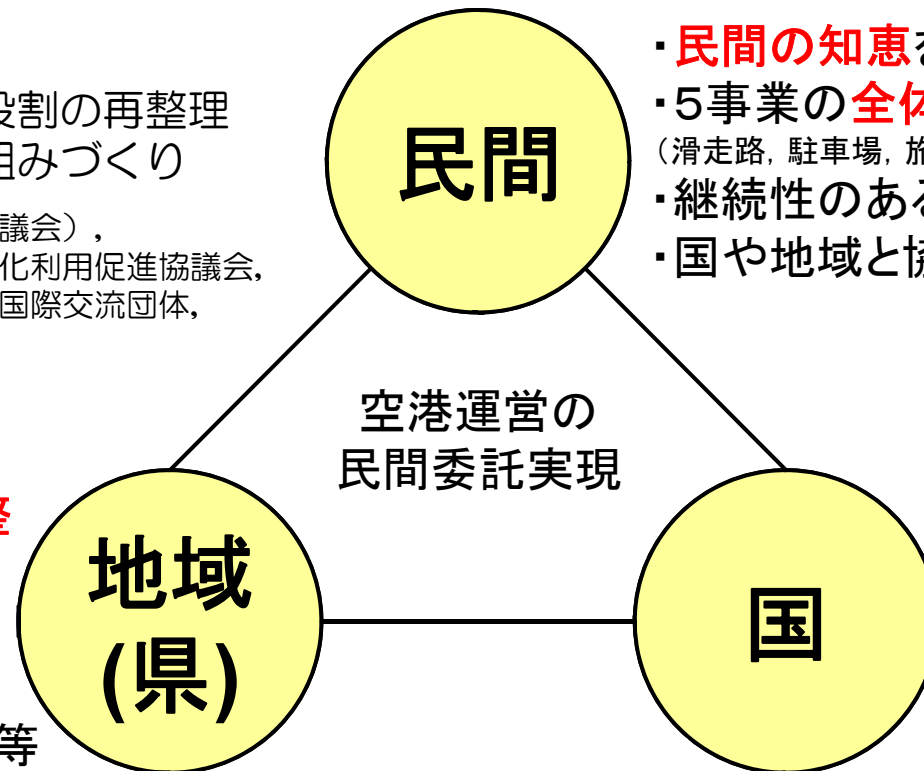 役割の再整理
組みづくり
議会），
化利用促進協議会，
国際交流団体，
民間
・民間の知恵を
・５事業の全体
（滑走路，駐車場，旅
・継続性のある
・国や地域と協
空港運営の
民間委託実現
地域
(県)
国
等